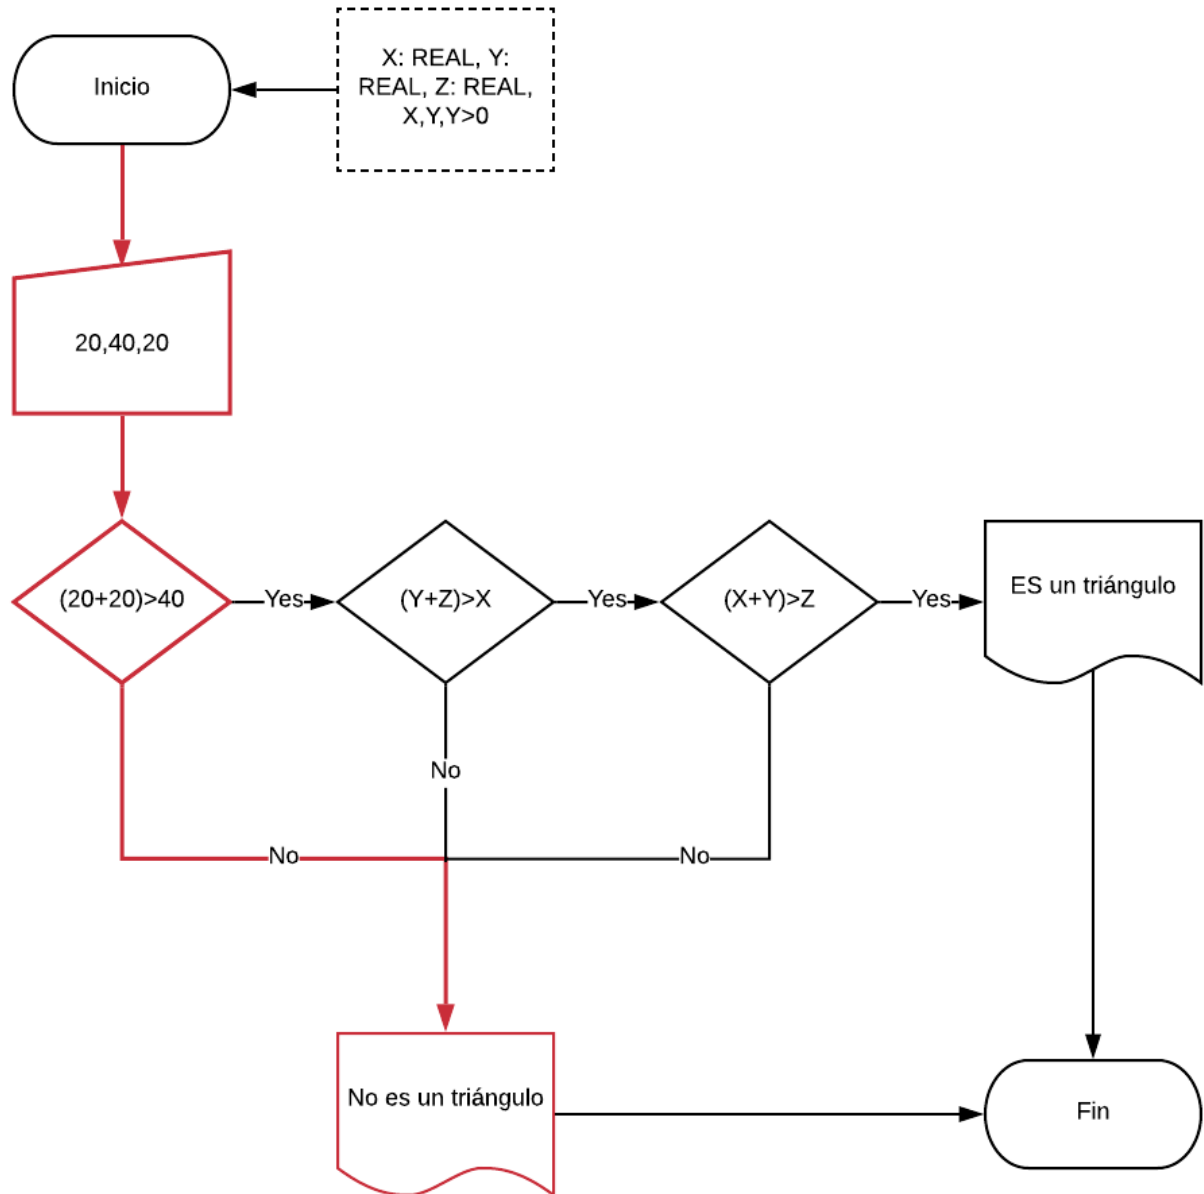 Inicio
X: REAL, Y:
REAL, Z: REAL,
X,Y,Y>0
20,40,20
(20+20)>40
Yes
(Y+Z)>X
Yes
(X+Y)>Z
Yes
ES un triángulo
No
No
No
No es un triángulo
Fin